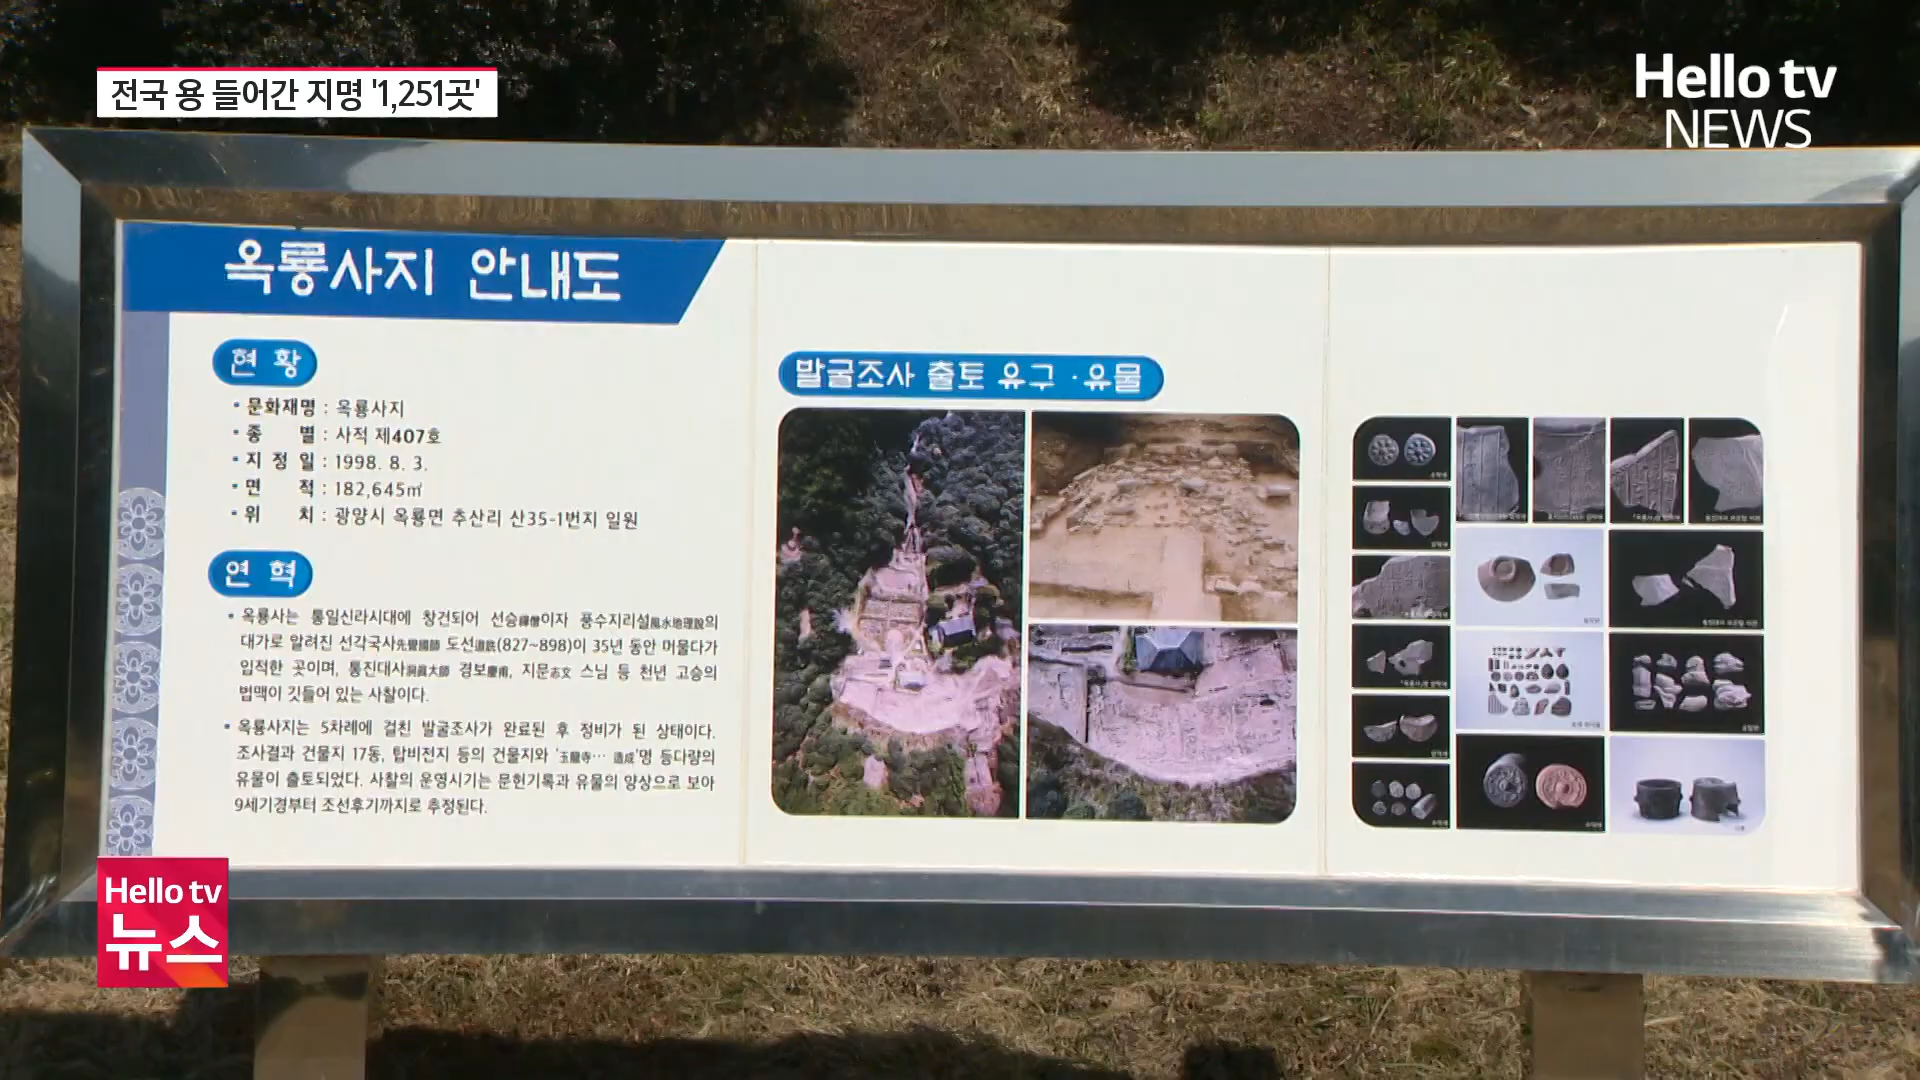 전국 용 들어간 지명 '1,251곳'
Hello tv
NEWS
옥룡사지 안내도
현 황
• 문화재명 : 옥룡사지
• 종 별 : 사적 제407호
• 지 정 일 : 1998. 8. 3.
• 면 적 : 182,645㎡
• 위 치 : 광양시 옥룡면 추산리 산35-1번지 일원
연 혁
• 옥룡사는 통일신라시대에 창건되어 선승禪僧이자 풍수지리설風水地理說의
대가로 알려진 선각국사先覺國師 도선道詵(827~898)이 35년 동안 머물다가
입적한 곳이며, 통진대사洞眞大師 경보慶甫, 지문志文 스님 등 천년 고승의
법맥이 깃들어 있는 사찰이다.
• 옥룡사지는 5차례에 걸친 발굴조사가 완료된 후 정비가 된 상태이다.
조사결과 건물지 17동, 탑비전지 등의 건물지와 '玉龍寺… 造成'명 등다량의
유물이 출토되었다. 사찰의 운영시기는 문헌기록과 유물의 양상으로 보아
9세기경부터 조선후기까지로 추정된다.
발굴조사 출토 유구 · 유물
Hello tv
뉴스